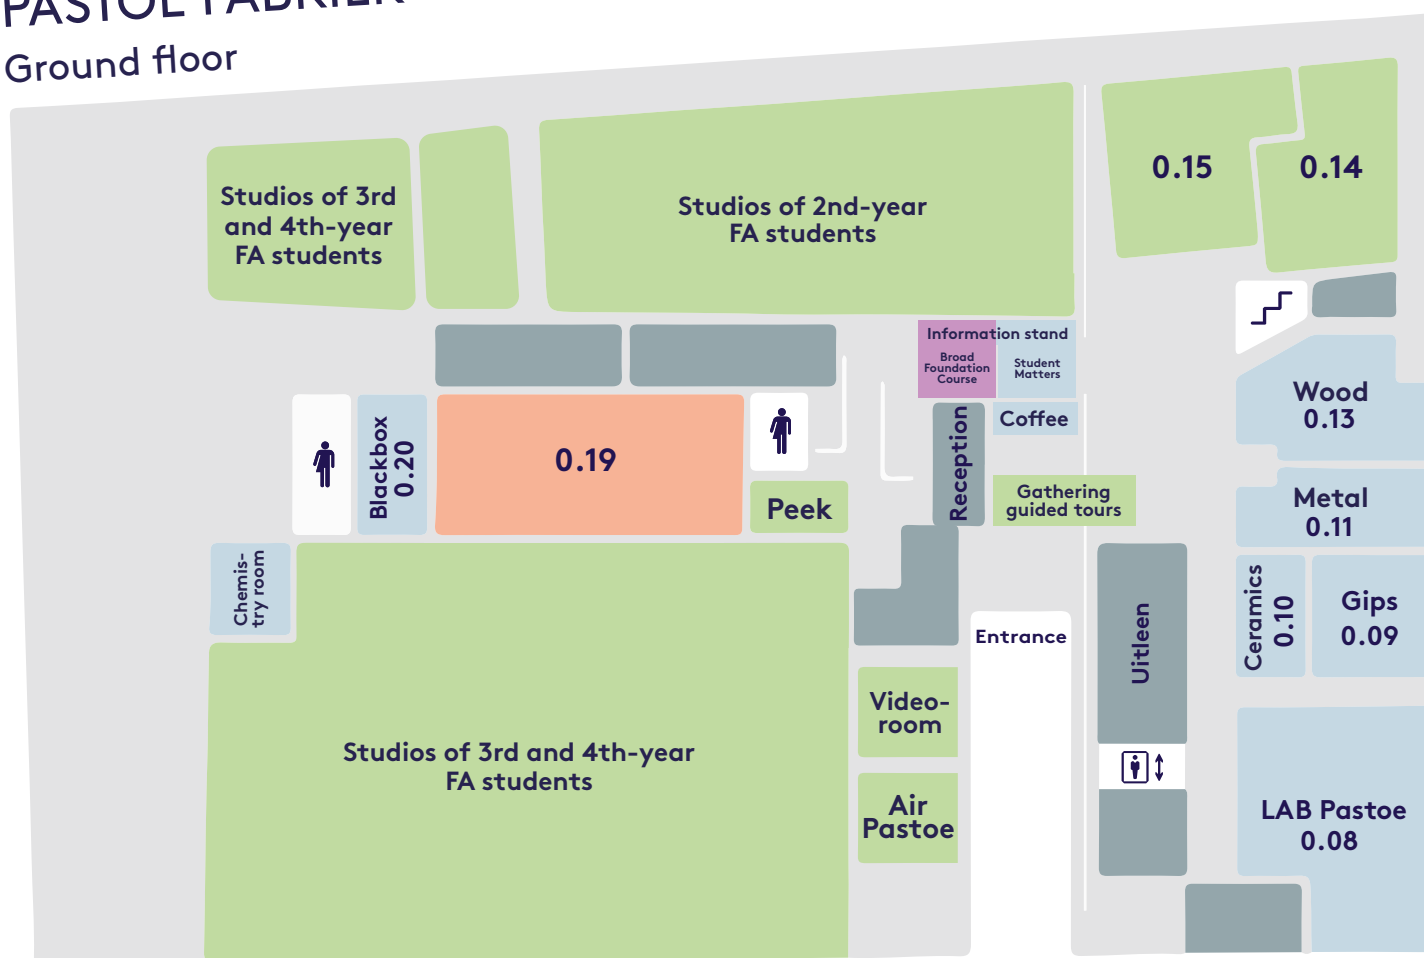 PASTOE FABRIEK
Ground floor
Studios of 3rd
and 4th-year
FA students
Studios of 2nd-year
FA students
0.15
0.14
Information stand
Broad
Foundation
Course
Student
Matters
Coffee
Reception
Gathering
guided tours
Blackbox
0.20
0.19
Peek
Wood
0.13
Metal
0.11
Chemis-
try room
Ceramics
0.10
Gips
0.09
Entrance
Uitleen
Video-
room
Studios of 3rd and 4th-year
FA students
Air
Pastoe
LAB Pastoe
0.08